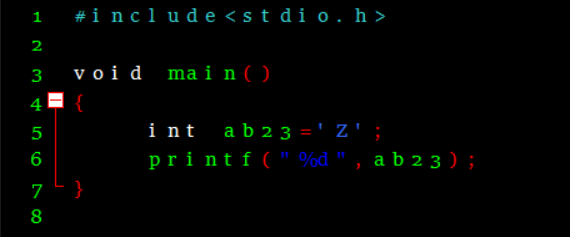 1 #include<stdio.h>
2
3 void main()
4 {
5 int ab23='Z';
6 printf("%d",ab23);
7 }
8